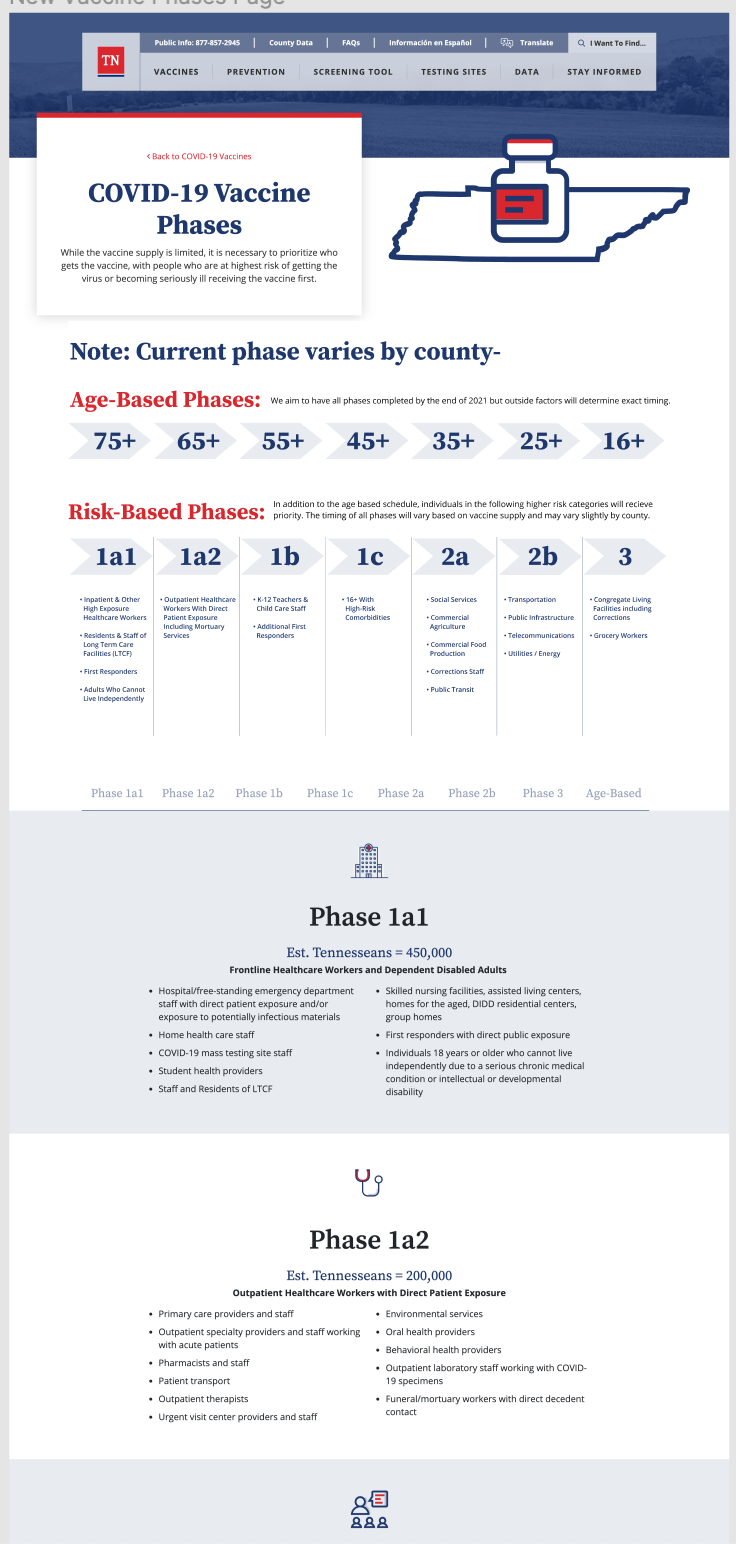 New Vaccine Phases Page
Public Info: 877-857-2945 | County Data | FAQs | Información en Español | Translate
I Want To Find...
TN
VACCINES PREVENTION SCREENING TOOL TESTING SITES DATA STAY INFORMED
< Back to COVID-19 Vaccines
COVID-19 Vaccine
Phases
While the vaccine supply is limited, it is necessary to prioritize who
gets the vaccine, with people who are at highest risk of getting the
virus or becoming seriously ill receiving the vaccine first.
Note: Current phase varies by county-
Age-Based Phases: We aim to have all phases completed by the end of 2021 but outside factors will determine exact timing.
75+ 65+ 55+ 45+ 35+ 25+ 16+
Risk-Based Phases:
In addition to the age based schedule, individuals in the following higher risk categories will recieve
priority. The timing of all phases will vary based on vaccine supply and may vary slightly by county.
1a1
• Inpatient & Other
High Exposure
Healthcare Workers
• Residents & Staff of
Long Term Care
Facilities (LTCF)
• First Responders
• Adults Who Cannot
Live Independently
1a2
• Outpatient Healthcare
Workers With Direct
Patient Exposure
Including Mortuary
Services
1b
• K-12 Teachers &
Child Care Staff
• Additional First
Responders
1c
• 16+ With
High-Risk
Comorbidities
2a
• Social Services
• Commercial
Agriculture
• Commercial Food
Production
• Corrections Staff
• Public Transit
2b
• Transportation
• Public Infrastructure
• Telecommunications
• Utilities / Energy
3
• Congregate Living
Facilities including
Corrections
• Grocery Workers
Phase 1a1 Phase 1a2 Phase 1b Phase 1c Phase 2a Phase 2b Phase 3 Age-Based
Phase 1a1
Est. Tennesseans = 450,000
Frontline Healthcare Workers and Dependent Disabled Adults
• Hospital/free-standing emergency department
staff with direct patient exposure and/or
exposure to potentially infectious materials
• Home health care staff
• COVID-19 mass testing site staff
• Student health providers
• Staff and Residents of LTCF
• Skilled nursing facilities, assisted living centers,
homes for the aged, DIDD residential centers,
group homes
• First responders with direct public exposure
• Individuals 18 years or older who cannot live
independently due to a serious chronic medical
condition or intellectual or developmental
disability
Phase 1a2
Est. Tennesseans = 200,000
Outpatient Healthcare Workers with Direct Patient Exposure
• Primary care providers and staff
• Outpatient specialty providers and staff working
with acute patients
• Pharmacists and staff
• Patient transport
• Outpatient therapists
• Urgent visit center providers and staff
• Environmental services
• Oral health providers
• Behavioral health providers
• Outpatient laboratory staff working with COVID-
19 specimens
• Funeral/mortuary workers with direct decedent
contact